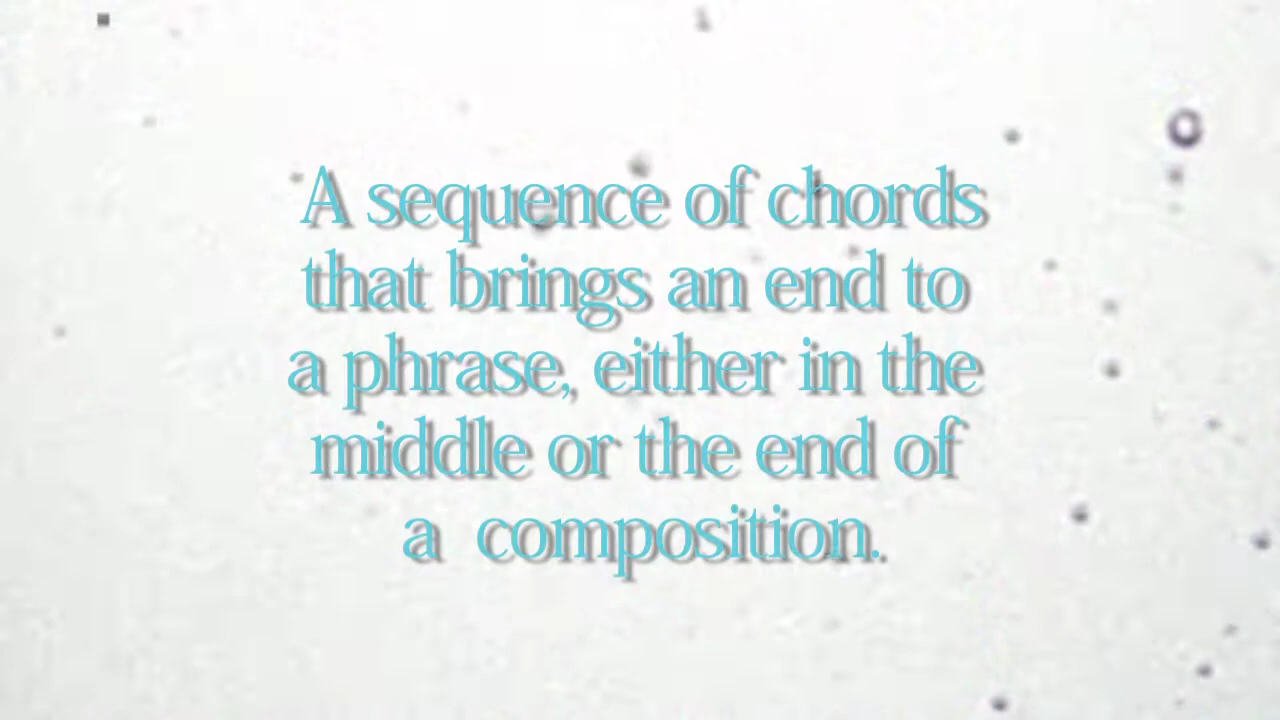 A sequence of chords
that brings an end to
a phrase, either in the
middle or the end of
a  composition.